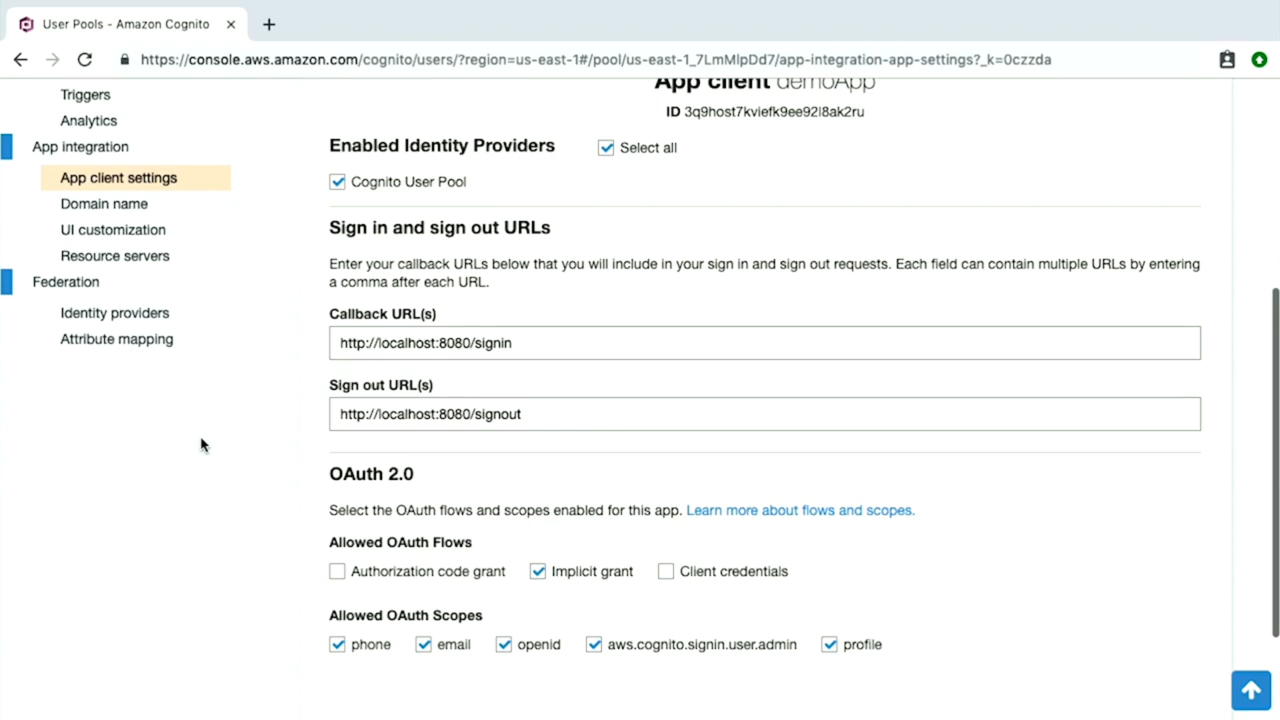 User Pools - Amazon Cognito
https://console.aws.amazon.com/cognito/users/?region=us-east-1#/pool/us-east-1_7LmMlpDd7/app-integration-app-settings?_k=0czzda
Triggers
Analytics
App integration
App client settings
Domain name
UI customization
Resource servers
Federation
Identity providers
Attribute mapping
App client demoApp
ID 3q9host7kviefk9ee92l8ak2ru
Enabled Identity Providers
Select all
Cognito User Pool
Sign in and sign out URLs
Enter your callback URLs below that you will include in your sign in and sign out requests. Each field can contain multiple URLs by entering
a comma after each URL.
Callback URL(s)
http://localhost:8080/signin
Sign out URL(s)
http://localhost:8080/signout
OAuth 2.0
Select the OAuth flows and scopes enabled for this app. Learn more about flows and scopes.
Allowed OAuth Flows
Authorization code grant
Implicit grant
Client credentials
Allowed OAuth Scopes
phone
email
openid
aws.cognito.signin.user.admin
profile